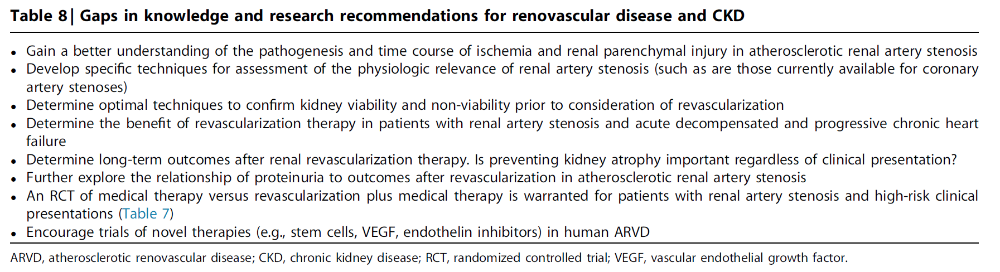 Table 8 | Gaps in knowledge and research recommendations for renovascular disease and CKD
• Gain a better understanding of the pathogenesis and time course of ischemia and renal parenchymal injury in atherosclerotic renal artery stenosis
• Develop specific techniques for assessment of the physiologic relevance of renal artery stenosis (such as are those currently available for coronary
artery stenoses)
• Determine optimal techniques to confirm kidney viability and non-viability prior to consideration of revascularization
• Determine the benefit of revascularization therapy in patients with renal artery stenosis and acute decompensated and progressive chronic heart
failure
• Determine long-term outcomes after renal revascularization therapy. Is preventing kidney atrophy important regardless of clinical presentation?
• Further explore the relationship of proteinuria to outcomes after revascularization in atherosclerotic renal artery stenosis
• An RCT of medical therapy versus revascularization plus medical therapy is warranted for patients with renal artery stenosis and high-risk clinical
presentations (Table 7)
• Encourage trials of novel therapies (e.g., stem cells, VEGF, endothelin inhibitors) in human ARVD
ARVD, atherosclerotic renovascular disease; CKD, chronic kidney disease; RCT, randomized controlled trial; VEGF, vascular endothelial growth factor.